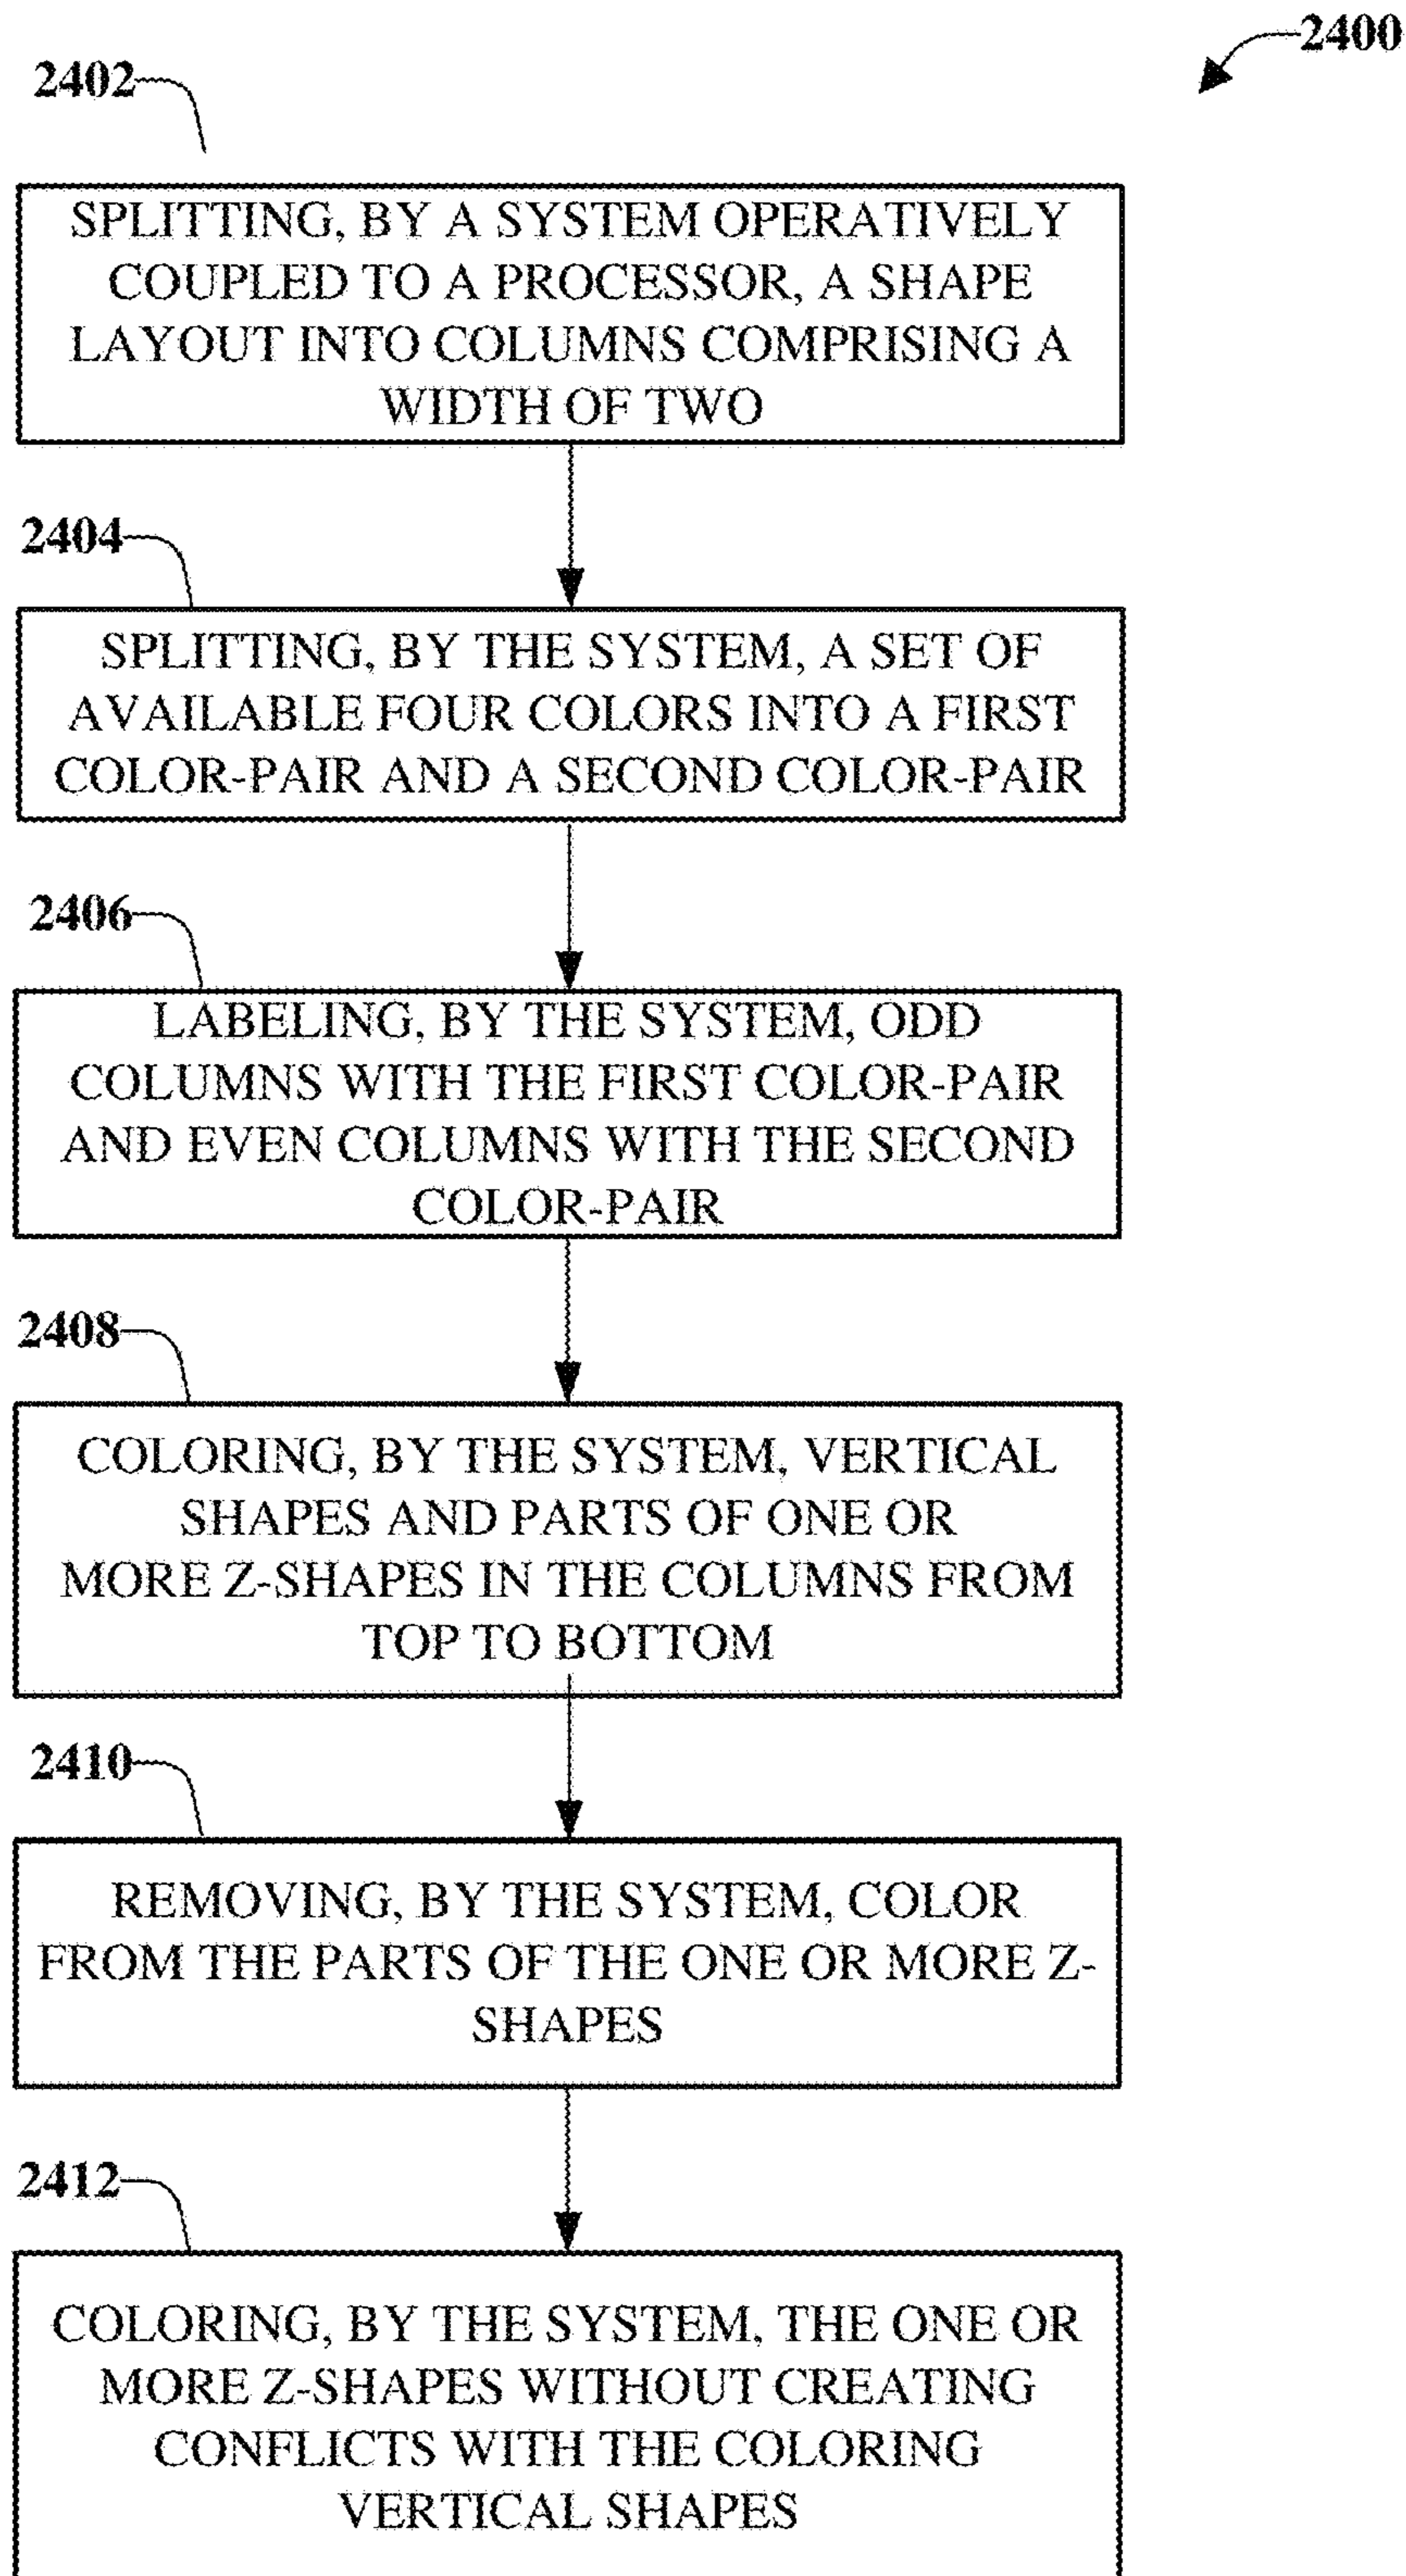 2400
2402
SPLITTING, BY A SYSTEM OPERATIVELY
COUPLED TO A PROCESSOR, A SHAPE
LAYOUT INTO COLUMNS COMPRISING A
WIDTH OF TWO
2404
SPLITTING, BY THE SYSTEM, A SET OF
AVAILABLE FOUR COLORS INTO A FIRST
COLOR-PAIR AND A SECOND COLOR-PAIR
2406
LABELING, BY THE SYSTEM, ODD
COLUMNS WITH THE FIRST COLOR-PAIR
AND EVEN COLUMNS WITH THE SECOND
COLOR-PAIR
2408
COLORING, BY THE SYSTEM, VERTICAL
SHAPES AND PARTS OF ONE OR
MORE Z-SHAPES IN THE COLUMNS FROM
TOP TO BOTTOM
2410
REMOVING, BY THE SYSTEM, COLOR
FROM THE PARTS OF THE ONE OR MORE Z-
SHAPES
2412
COLORING, BY THE SYSTEM, THE ONE OR
MORE Z-SHAPES WITHOUT CREATING
CONFLICTS WITH THE COLORING
VERTICAL SHAPES